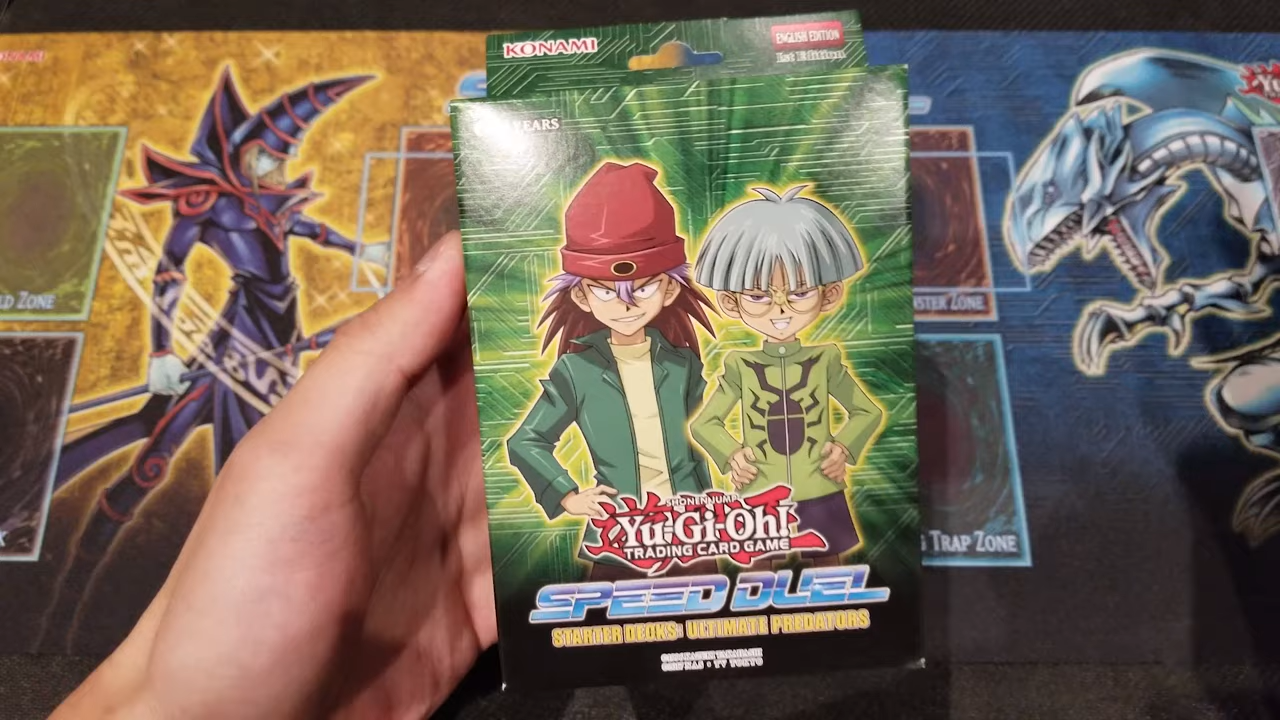 KONAMI
ENGLISH EDITION
1st Edition
YEARS
LD ZONE
STER ZONE
TRAP ZONE
SHONEN JUMP
Yu-Gi-Oh!
TRADING CARD GAME
SPEED DUEL
STARTER DECKS: ULTIMATE PREDATORS